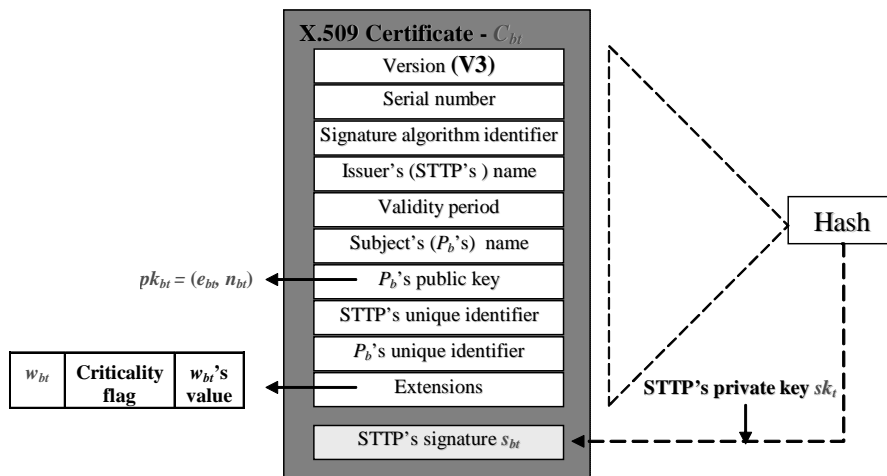 X.509 Certificate - C_bt
Version (V3)
Serial number
Signature algorithm identifier
Issuer's (STTP's ) name
Validity period
Subject's (P_b's) name
P_b's public key
STTP's unique identifier
P_b's unique identifier
Extensions
STTP's signature s_bt
pk_bt = (e_bt, n_bt)
w_bt
Criticality
flag
w_bt's
value
Hash
STTP's private key sk_t